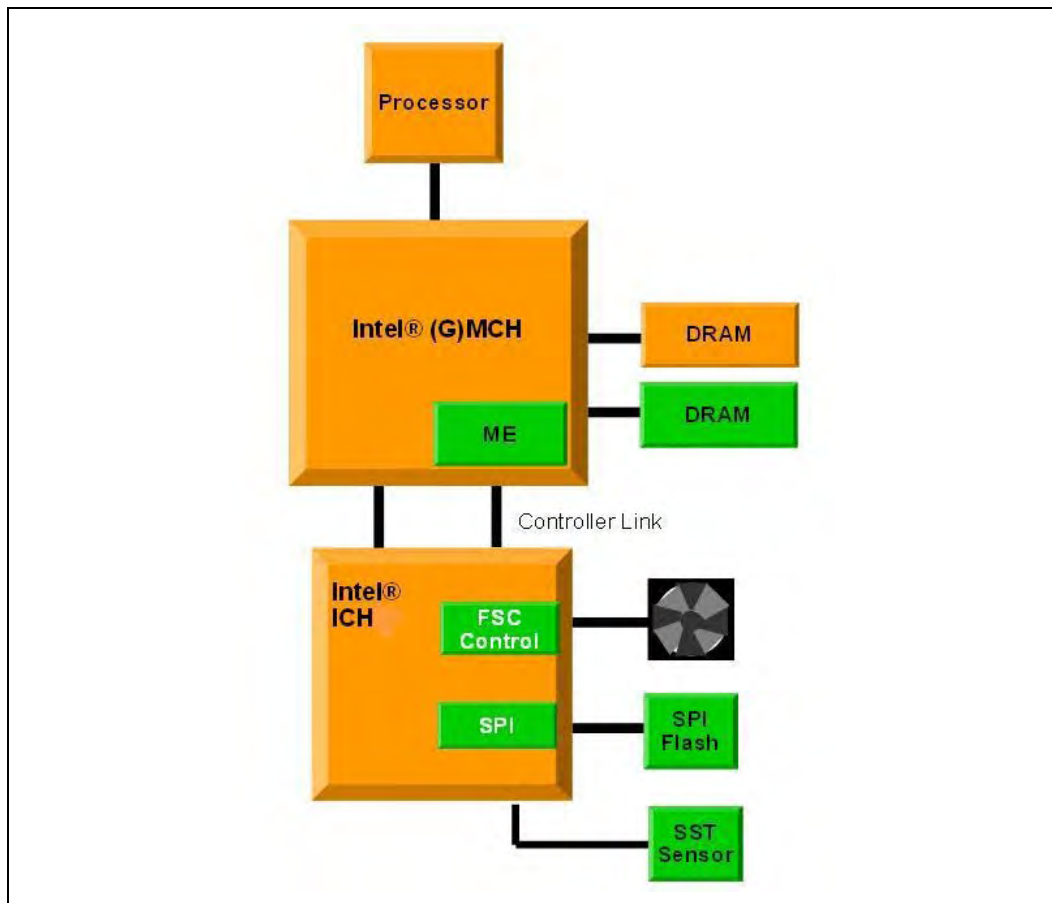 Processor
Intel® (G)MCH
DRAM
DRAM
ME
Controller Link
Intel®
ICH
FSC
Control
SPI
SPI
Flash
SST
Sensor